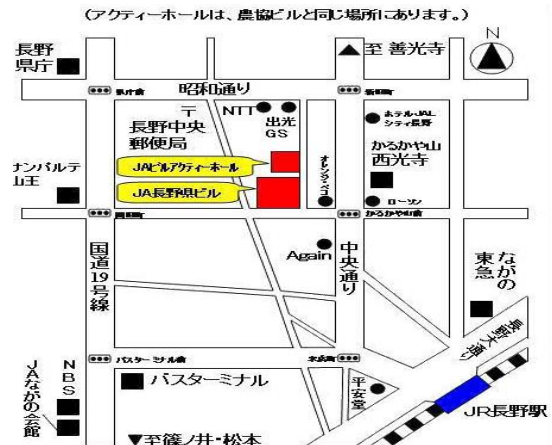 (アクティーホールは、農協ビルと同じ場所にあります。)
N
長野
県庁
▲至 善光寺
県庁前
昭和通り
新田町
〒
NTT
出光
GS
長野中央
郵便局
ホテルJAL
シティ長野
かるかや山
西光寺
JAビルアクティーホール
JA長野県ビル
ナンバルテ
山王
ローソン
岡田町
かるかや山前
国道19号線
Again
中央通り
ながの
東急
長野大通り
バスターミナル前
末広町
バスターミナル
平安堂
NBS
JAながの会館
JR長野駅
▼至篠ノ井・松本